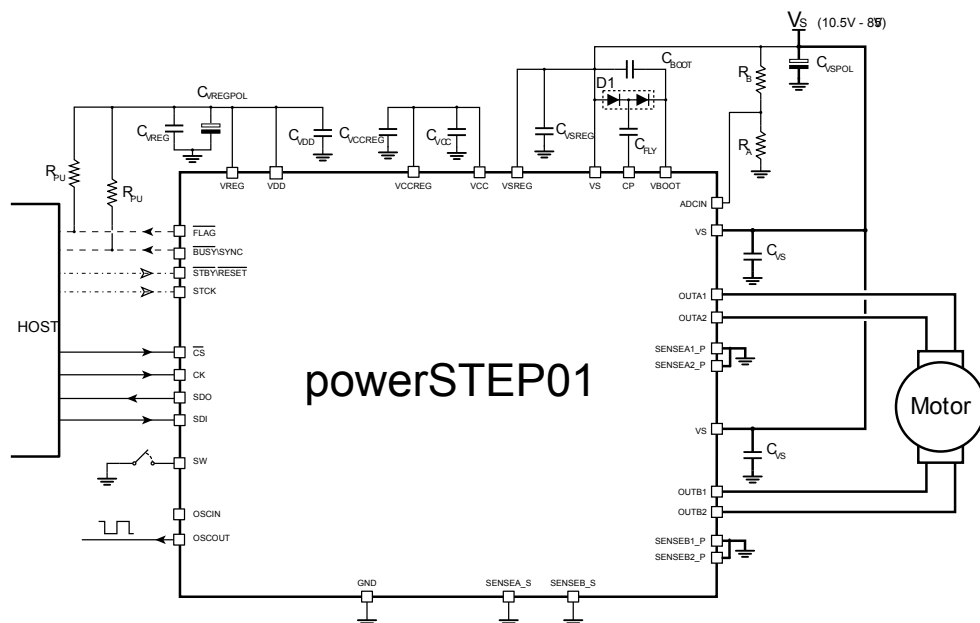 VS (10.5V - 85V)
CBOOT
D1
RB
CVSPOL
CVREGPOL
CVREG
CVDD
CVCCREG
CVCC
CVSREG
CFLY
RA
RPU
RPU
VREG
VDD
VCCREG
VCC
VSREG
VS
CP
VBOOT
ADCIN
FLAG
VS
BUSY\SYNC
CVS
STBY\RESET
STCK
OUTA1
HOST
OUTA2
CS
SENSEA1_P
CK
SENSEA2_P
powerSTEP01
SDO
Motor
SDI
VS
SW
CVS
OUTB1
OSCIN
OUTB2
OSCOUT
SENSEB1_P
SENSEB2_P
GND
SENSEA_S
SENSEB_S